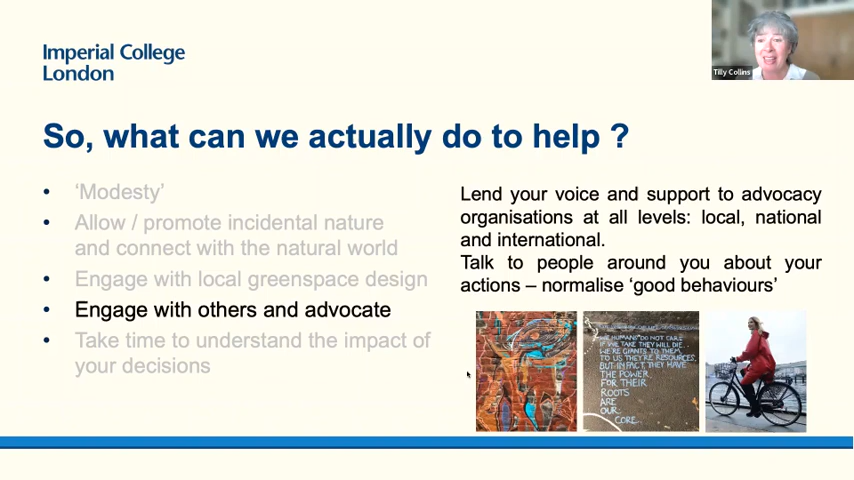 Imperial College
London
Tilly Collins
So, what can we actually do to help ?
• 'Modesty'
• Allow / promote incidental nature
and connect with the natural world
• Engage with local greenspace design
• Engage with others and advocate
• Take time to understand the impact of
your decisions
Lend your voice and support to advocacy
organisations at all levels: local, national
and international.
Talk to people around you about your
actions – normalise 'good behaviours'
HUMANS DO NOT CARE
TAKE THEY WILL DIE
WE'RE GIANTS TO THEM,
TO US THEY'RE RESOURCES,
BUT IN FACT, THEY HAVE
THE POWER,
FOR THEIR
ROOTS
ARE
OUR
CORE